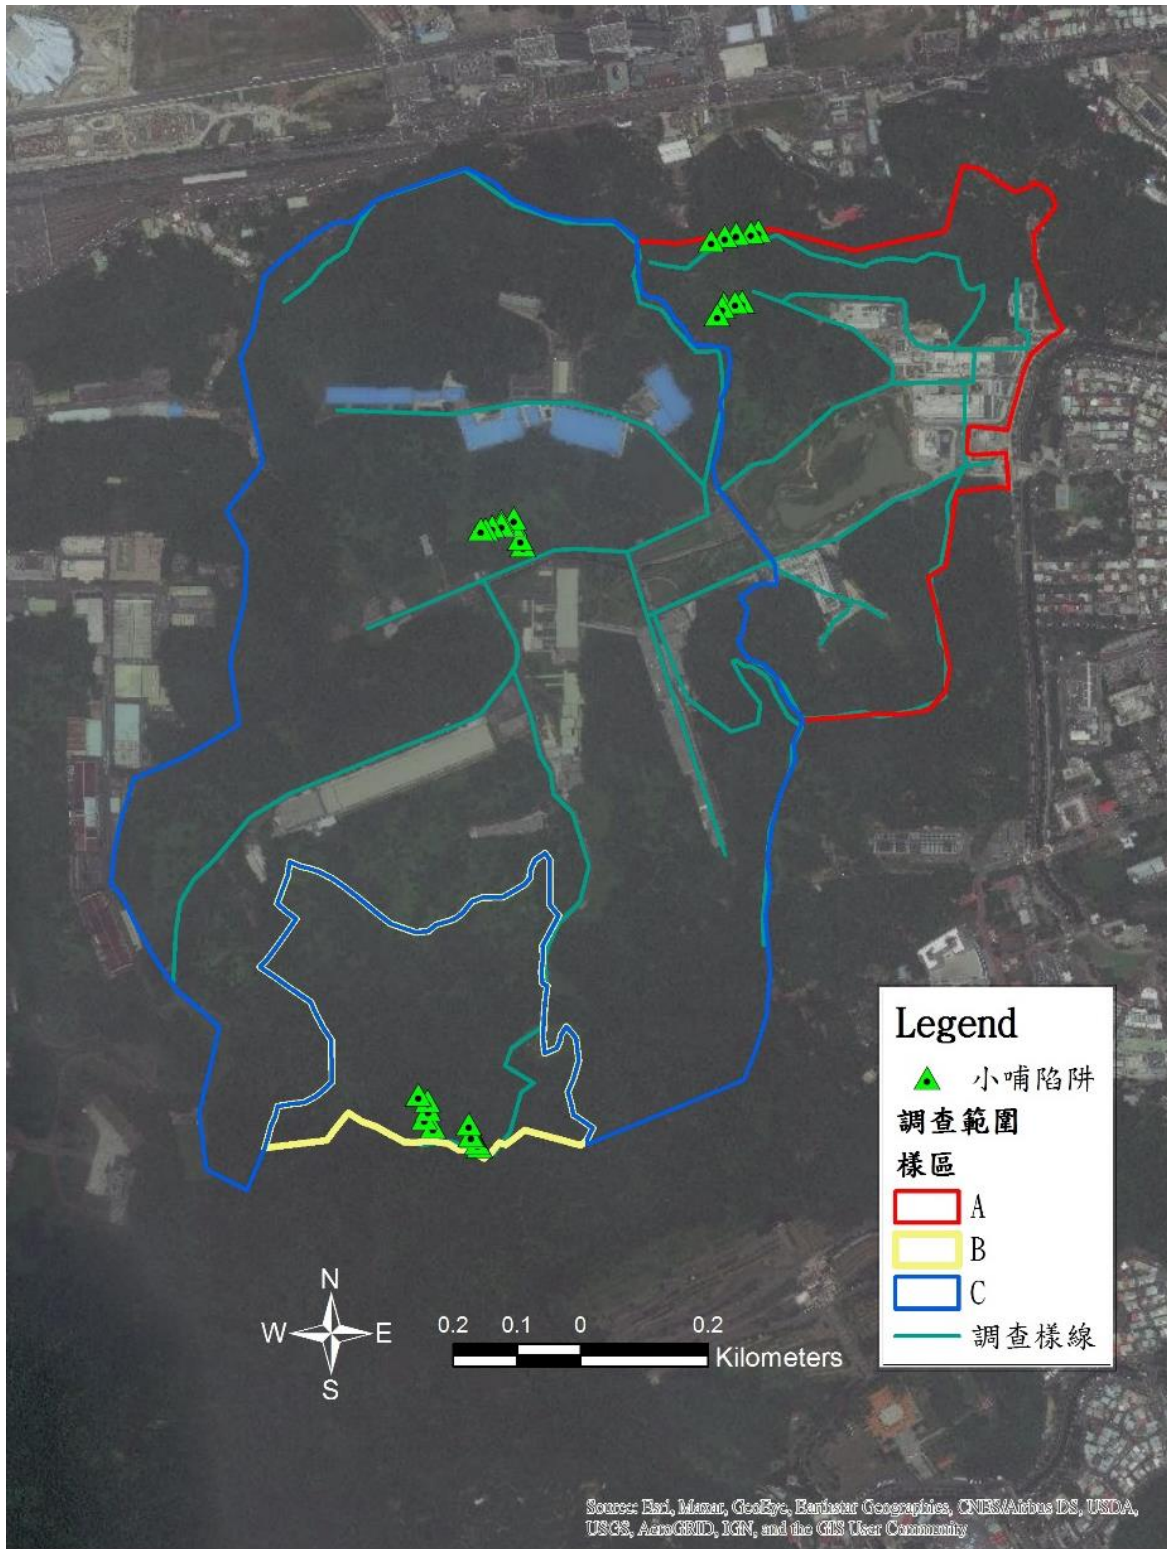 Legend
小哺陷阱
調查範圍
樣區
A
B
C
調查樣線
N
W E
S
0.2 0.1 0 0.2
Kilometers
Source: Esri, Maxar, GeoEye, Earthstar Geographics, CNES/Airbus DS, USDA,
USGS, AeroGRID, IGN, and the GIS User Community